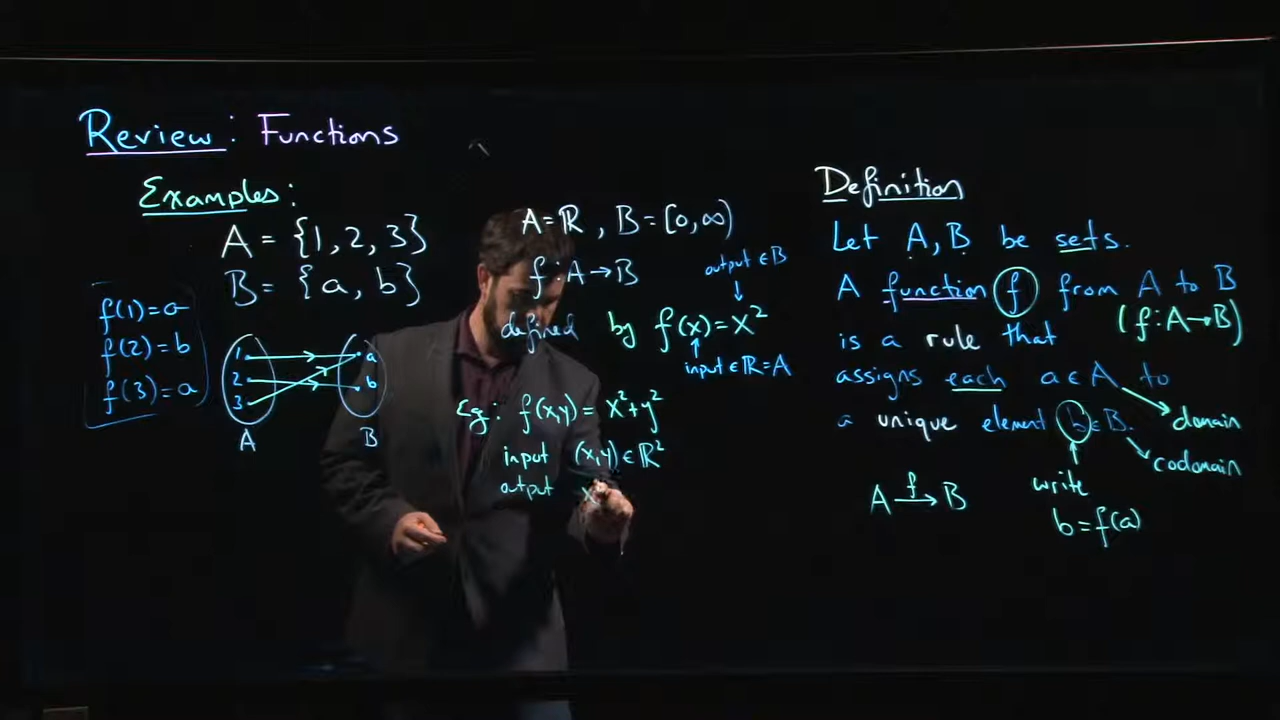 Review: Functions
Examples:
A = {1, 2, 3}
B = {a, b}
f(1)=a
f(2)=b
f(3)=a
1
2
3
a
b
A
B
A=ℝ, B=[0,∞)
f: A→B
output ∈ B
defined by f(x)=x²
input ∈ ℝ=A
Eg: f(x,y) = x²+y²
input (x,y) ∈ ℝ²
output x
Definition
Let A, B be sets.
A function f from A to B
(f: A→B)
is a rule that
assigns each a ∈ A to
a unique element b ∈ B.
domain
codomain
write
b=f(a)
A f→ B